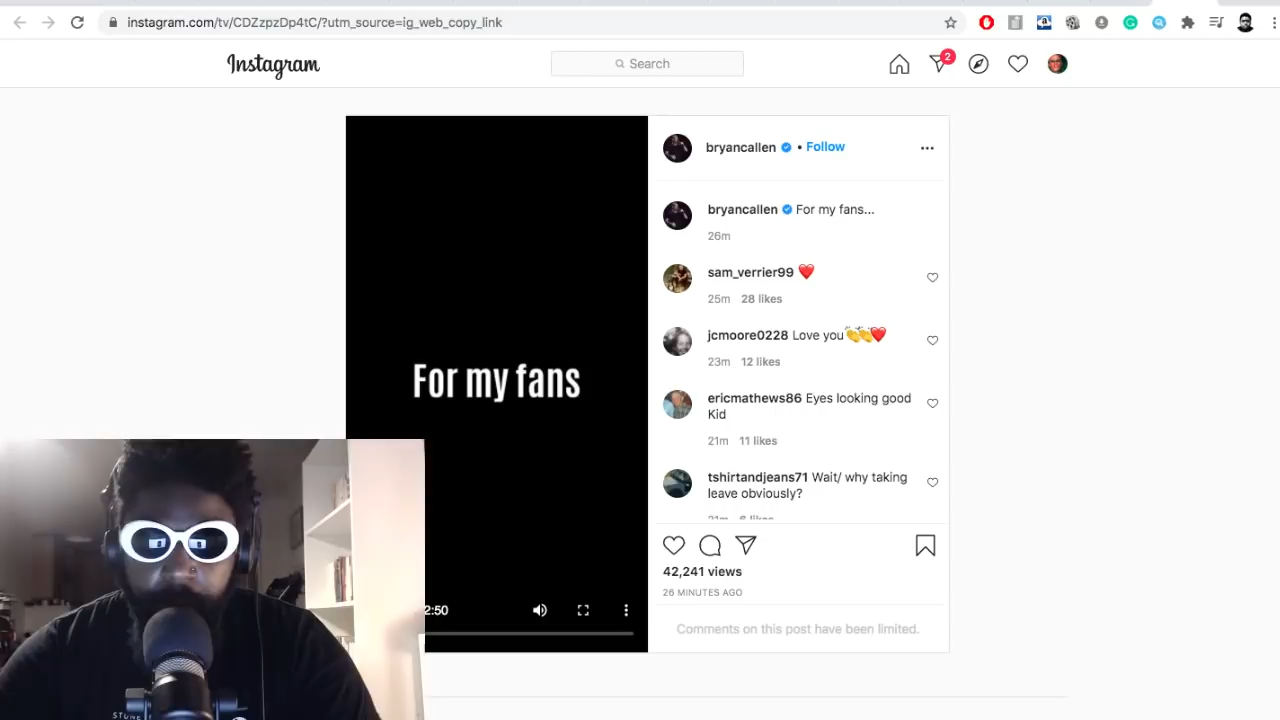 instagram.com/tv/CDZzpzDp4tC/?utm_source=ig_web_copy_link
Instagram
Search
2
bryancallen • Follow
bryancallen For my fans...
26m
sam_verrier99 ❤️
25m 28 likes
jcmoore0228 Love you👏👏❤️
23m 12 likes
ericmathews86 Eyes looking good
Kid
21m 11 likes
tshirtandjeans71 Wait/ why taking
leave obviously?
21m 6 likes
For my fans
2:50
42,241 views
26 MINUTES AGO
Comments on this post have been limited.